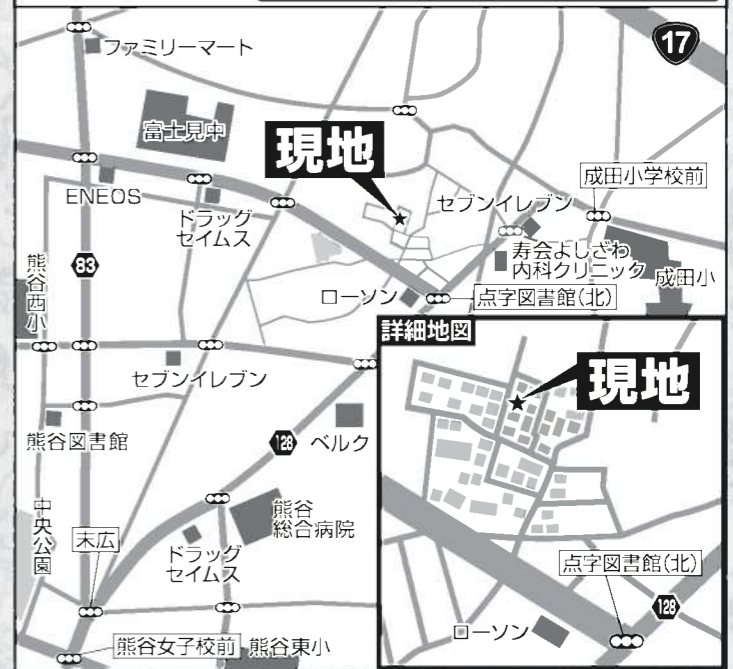 ファミリーマート
17
富士見中
現地
成田小学校前
ENEOS
ドラッグ
セイムス
セブンイレブン
寿会よしざわ
内科クリニック
成田小
熊谷西小
83
ローソン
点字図書館(北)
セブンイレブン
熊谷図書館
128
ベルク
中央公園
末広
熊谷
総合病院
ドラッグ
セイムス
熊谷女子校前
熊谷東小
詳細地図
現地
点字図書館(北)
128
ローソン